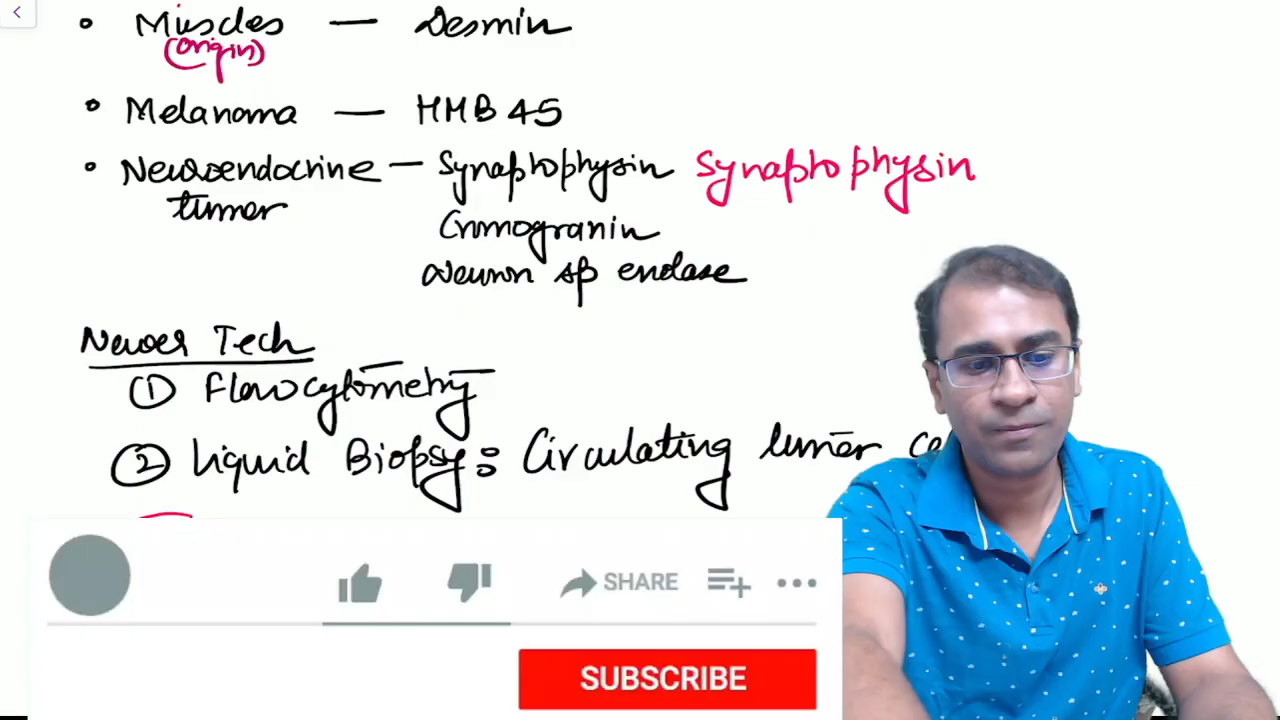 • Muscles — Desmin
(origin)
• Melanoma — HMB 45
• Neuroendocrine — Synaptophysin Synaptophysin
tumor
Cromogranin
Neuron sp enolase
Newer Tech
① Flowcytometry
② Liquid Biopsy : Circulating tumor ce
SHARE
SUBSCRIBE